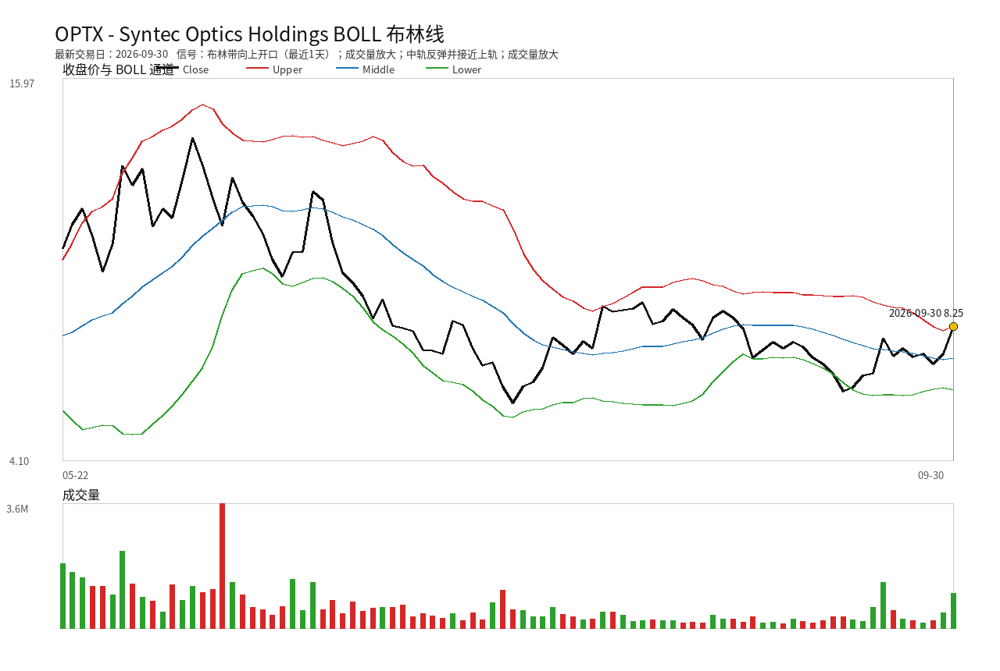 OPTX - Syntec Optics Holdings BOLL 布林线
最新交易日：2026-09-30 信号：布林带向上开口（最近1天）；成交量放大；中轨反弹并接近上轨；成交量放大
收盘价与 BOLL 通道 Close Upper Middle Lower
15.97
2026-09-30 8.25
4.10
05-22 09-30
成交量
3.6M